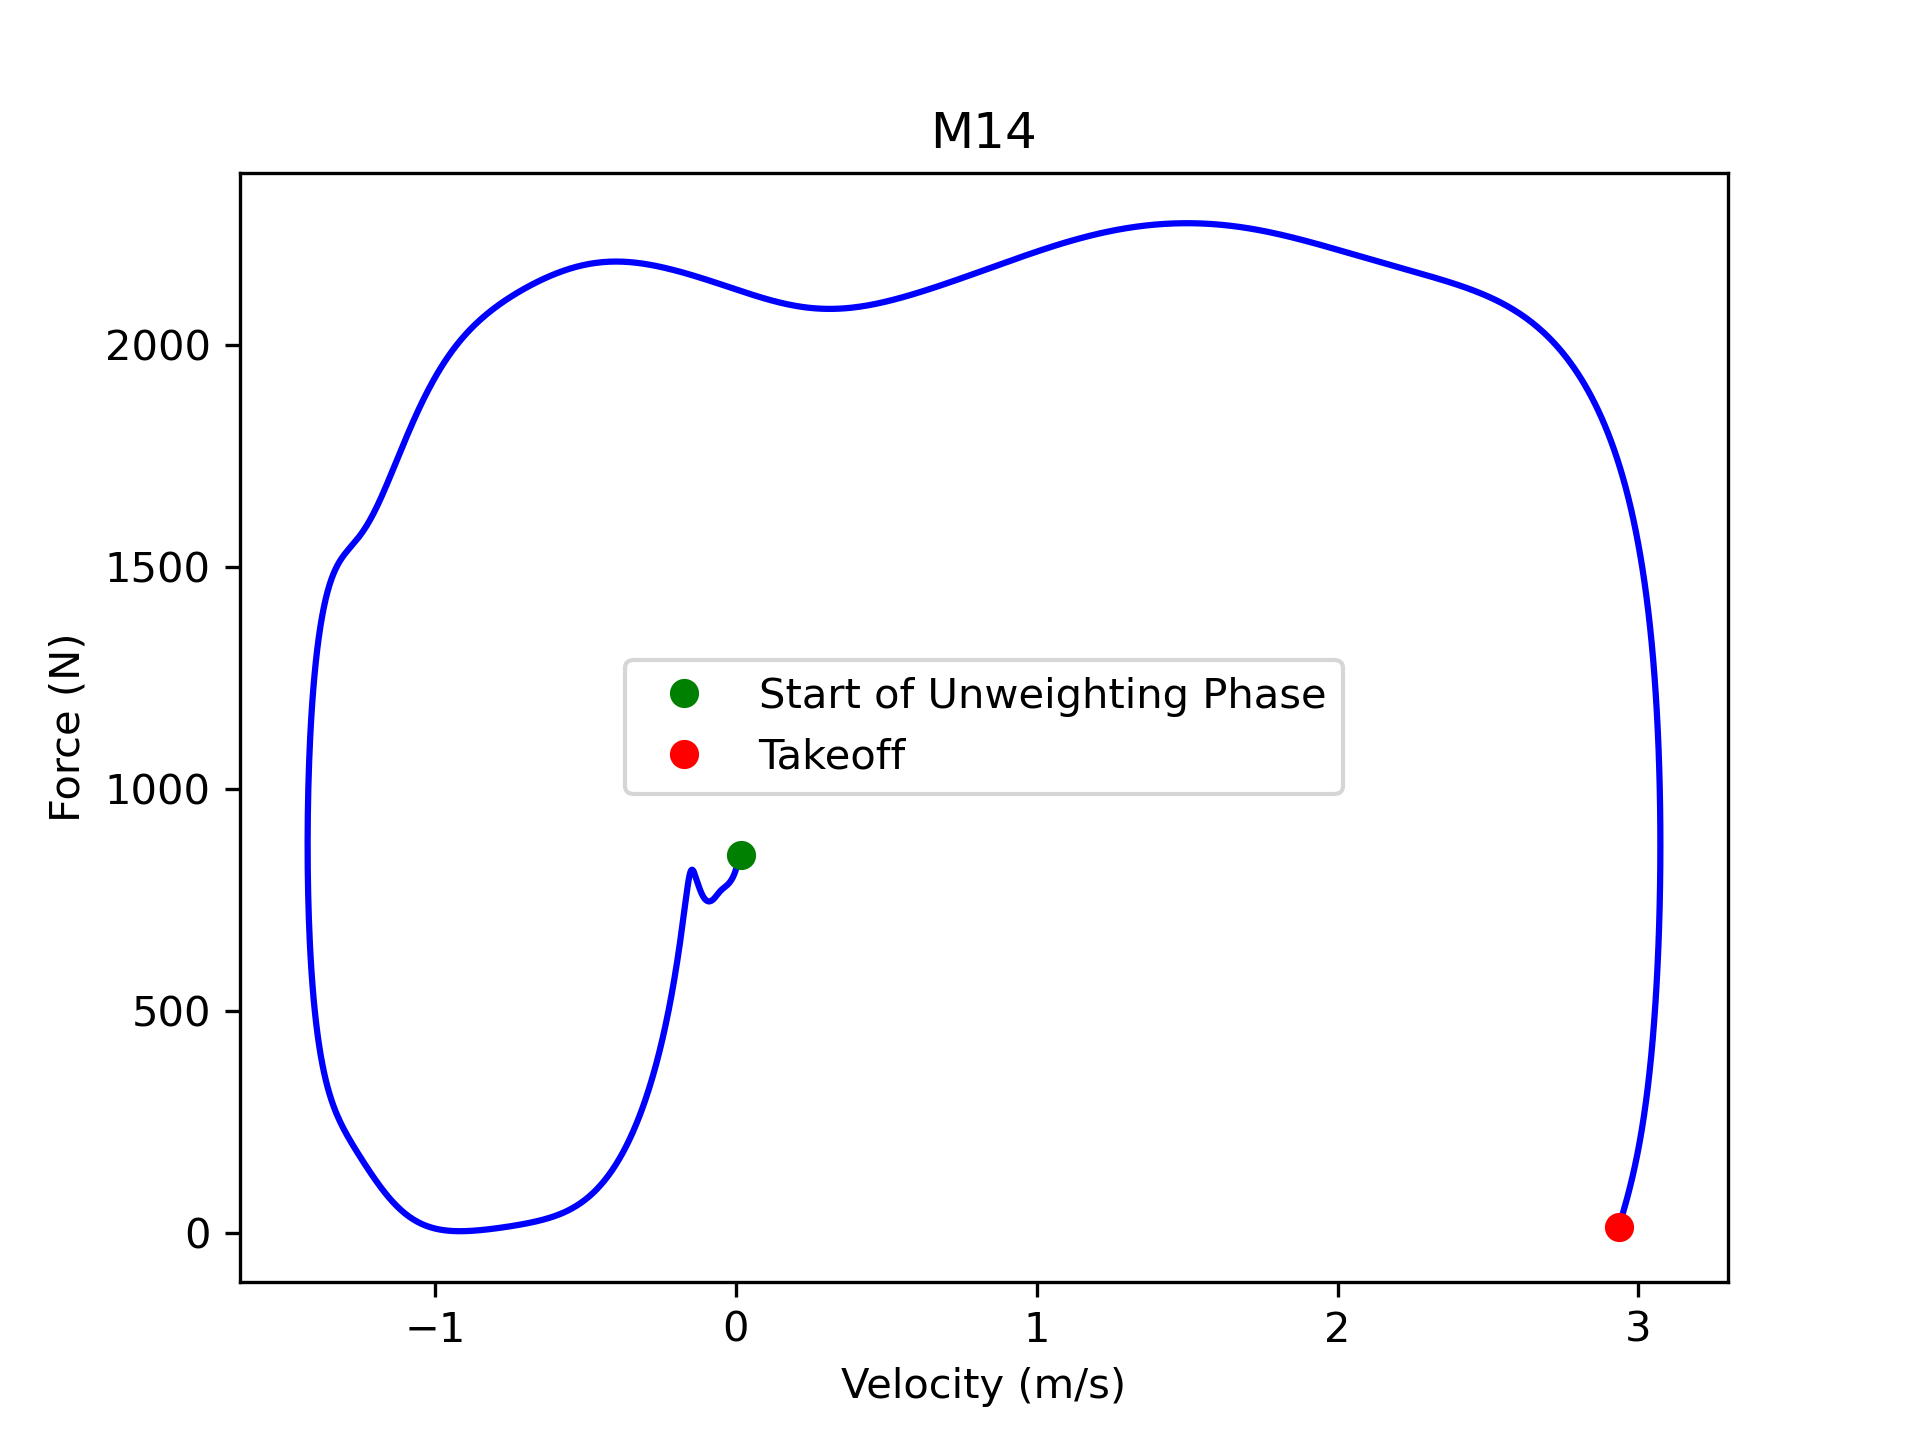 M14
2000
1500
1000
500
0
Force (N)
Start of Unweighting Phase
Takeoff
−1 0 1 2 3
Velocity (m/s)